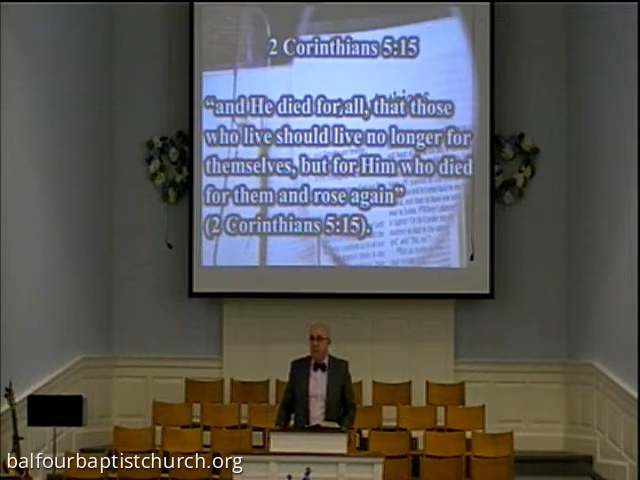 2 Corinthians 5:15
“and He died for all, that those
who live should live no longer for
themselves, but for Him who died
for them and rose again”
(2 Corinthians 5:15).
balfourbaptistchurch.org